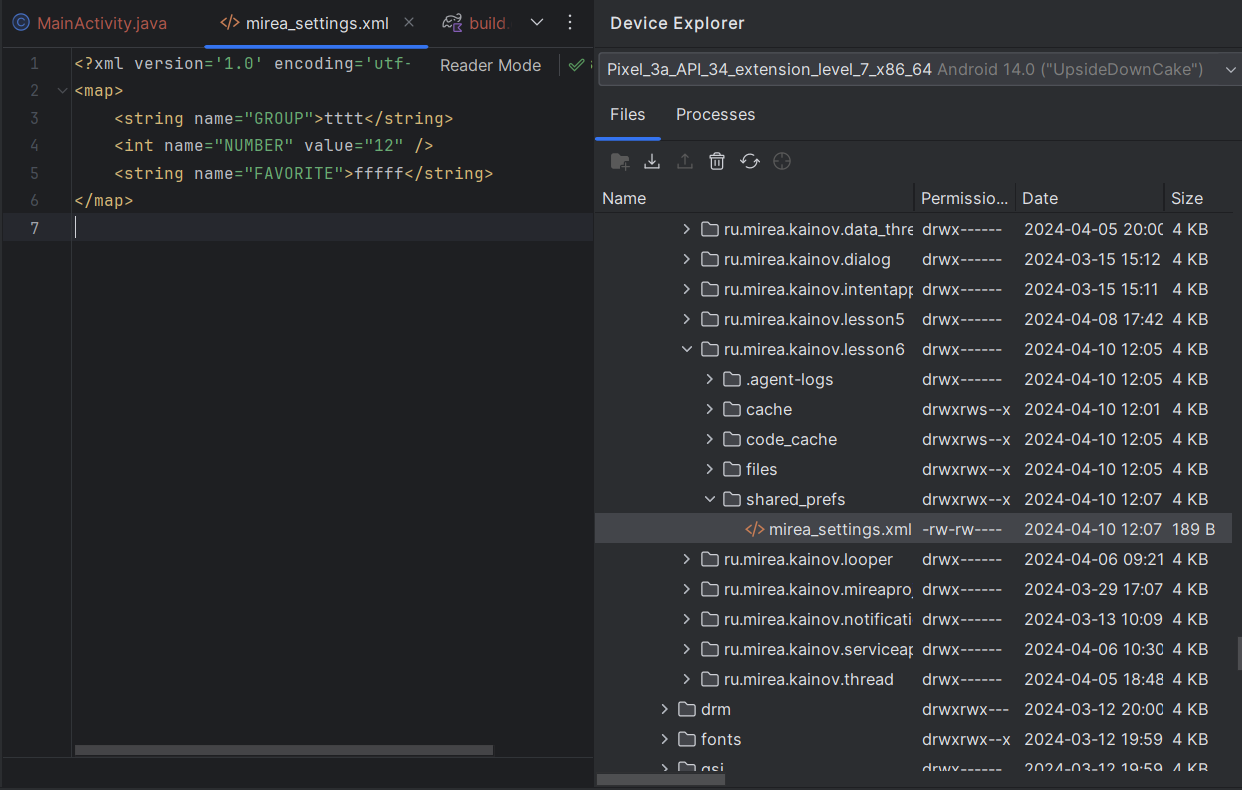 MainActivity.java mirea_settings.xml build.
1 <?xml version='1.0' encoding='utf- Reader Mode
2 <map>
3 <string name="GROUP">tttt</string>
4 <int name="NUMBER" value="12" />
5 <string name="FAVORITE">fffff</string>
6 </map>
7
Device Explorer
Pixel_3a_API_34_extension_level_7_x86_64 Android 14.0 ("UpsideDownCake")
Files Processes
Name Permissio... Date Size
ru.mirea.kainov.data_thre drwx------ 2024-04-05 20:00 4 KB
ru.mirea.kainov.dialog drwx------ 2024-03-15 15:12 4 KB
ru.mirea.kainov.intentapp drwx------ 2024-03-15 15:11 4 KB
ru.mirea.kainov.lesson5 drwx------ 2024-04-08 17:42 4 KB
ru.mirea.kainov.lesson6 drwx------ 2024-04-10 12:05 4 KB
.agent-logs drwx------ 2024-04-10 12:05 4 KB
cache drwxrws--x 2024-04-10 12:01 4 KB
code_cache drwxrws--x 2024-04-10 12:05 4 KB
files drwxrwx--x 2024-04-10 12:05 4 KB
shared_prefs drwxrwx--x 2024-04-10 12:07 4 KB
mirea_settings.xml -rw-rw---- 2024-04-10 12:07 189 B
ru.mirea.kainov.looper drwx------ 2024-04-06 09:21 4 KB
ru.mirea.kainov.mireaproj drwx------ 2024-03-29 17:07 4 KB
ru.mirea.kainov.notificati drwx------ 2024-03-13 10:09 4 KB
ru.mirea.kainov.serviceap drwx------ 2024-04-06 10:30 4 KB
ru.mirea.kainov.thread drwx------ 2024-04-05 18:48 4 KB
drm drwxrwx--- 2024-03-12 20:00 4 KB
fonts drwxrwx--x 2024-03-12 19:59 4 KB
gsi drwxrwx--x 2024-03-12 19:59 4 KB